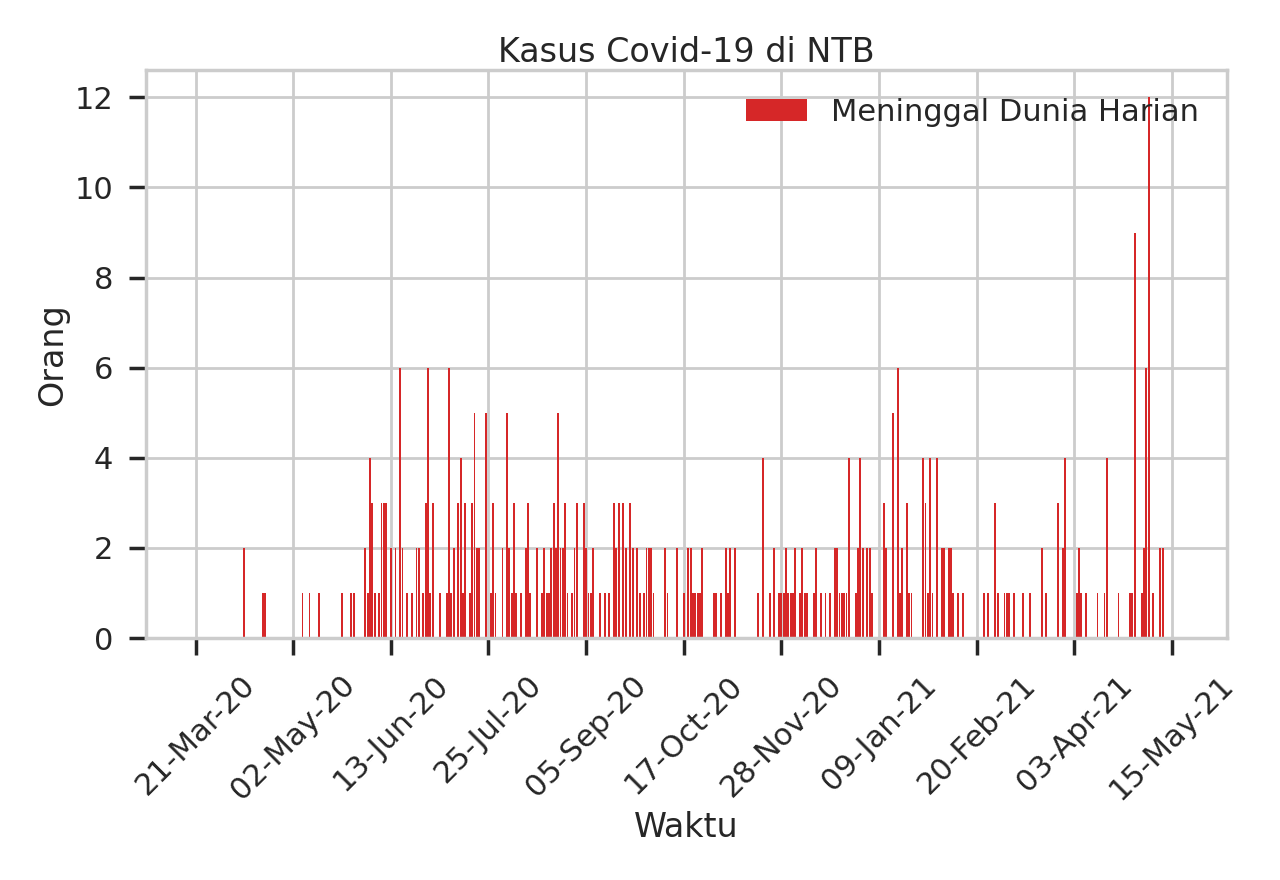 Kasus Covid-19 di NTB
Meninggal Dunia Harian
12
10
8
6
4
2
0
Orang
21-Mar-20
02-May-20
13-Jun-20
25-Jul-20
05-Sep-20
17-Oct-20
28-Nov-20
09-Jan-21
20-Feb-21
03-Apr-21
15-May-21
Waktu